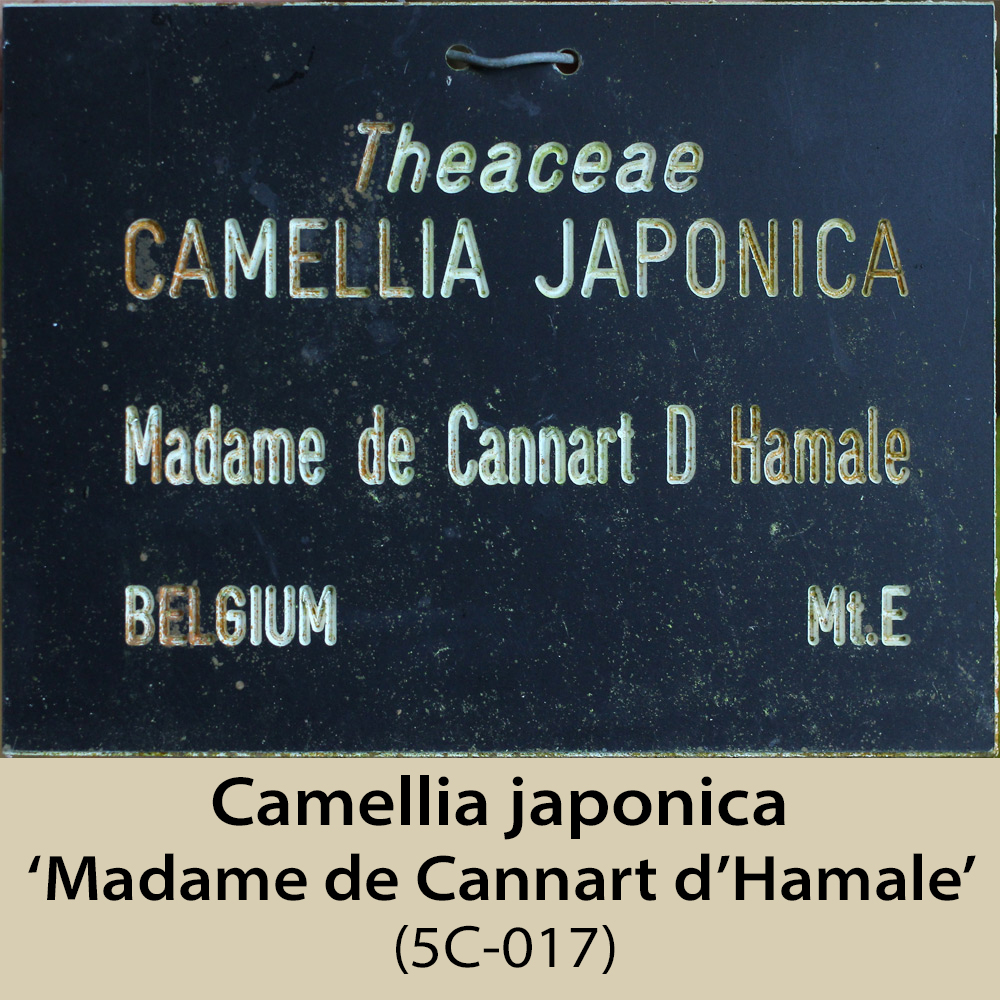 Theaceae
CAMELLIA JAPONICA
Madame de Cannart D Hamale
BELGIUM Mt.E
Camellia japonica
‘Madame de Cannart d’Hamale’
(5C-017)